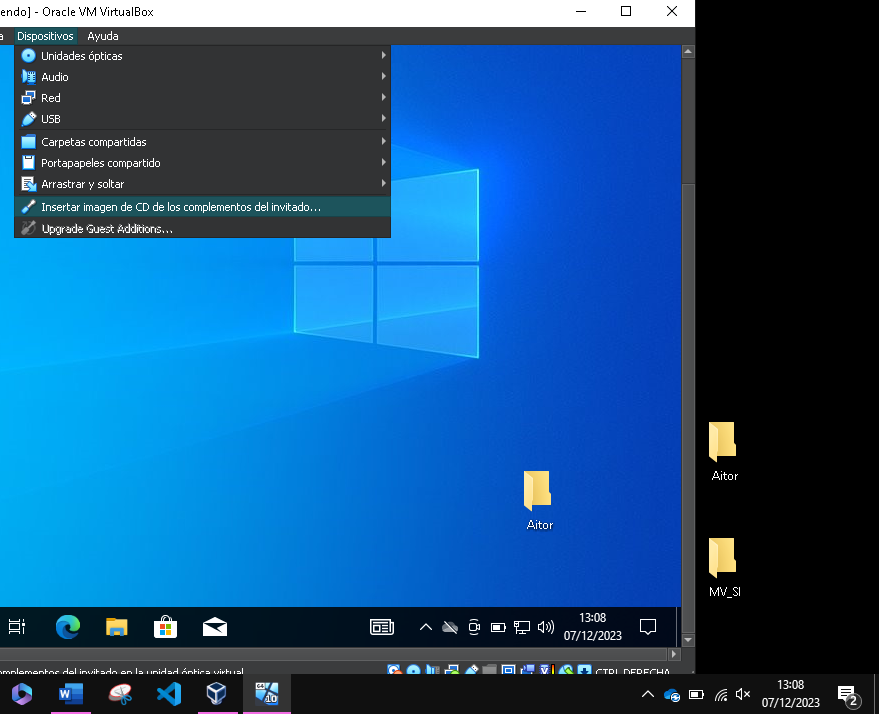 endo] - Oracle VM VirtualBox
a Dispositivos Ayuda
Unidades ópticas
Audio
Red
USB
Carpetas compartidas
Portapapeles compartido
Arrastrar y soltar
Insertar imagen de CD de los complementos del invitado...
Upgrade Guest Additions...
Aitor
Aitor
MV_SI
13:08
07/12/2023
omplementos del invitado en la unidad óptica virtual
CTRL DERECHA
13:08
07/12/2023
2